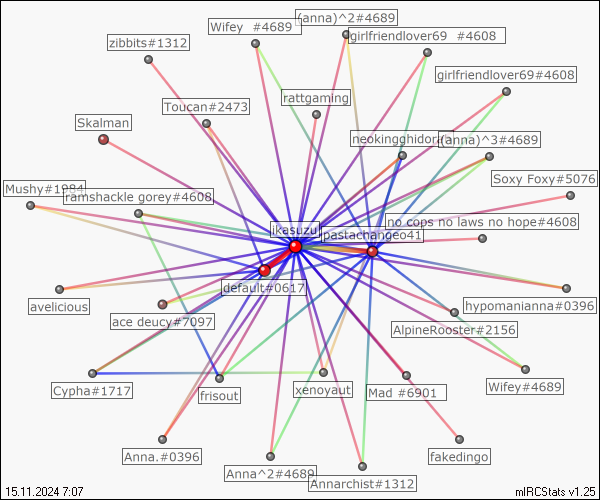 (anna)^2#4689
Wifey #4689
girlfriendlover69 #4608
zibbits#1312
girlfriendlover69#4608
rattgaming
Toucan#2473
Skalman
neokingghidor
(anna)^3#4689
Soxy Foxy#5076
Mushy#1984
ramshackle gorey#4608
no cops no laws no hope#4608
ikasuzu
pastachangeo41
default#0617
avelicious
hypomanianna#0396
ace deucy#7097
AlpineRooster#2156
Cypha#1717
frisout
xenoyaut
Mad #6901
Wifey#4689
Anna.#0396
fakedingo
Anna^2#4689
Annarchist#1312
15.11.2024 7:07
mIRCStats v1.25